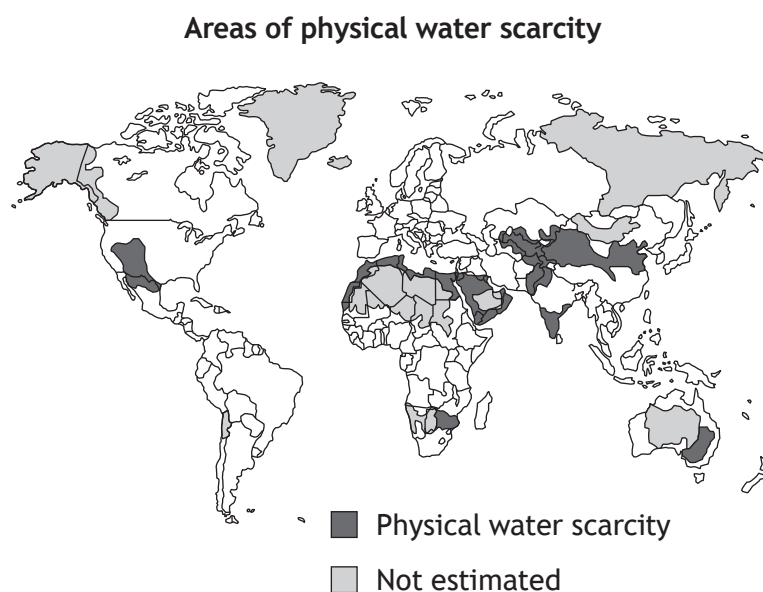 Areas of physical water scarcity
Physical water scarcity
Not estimated